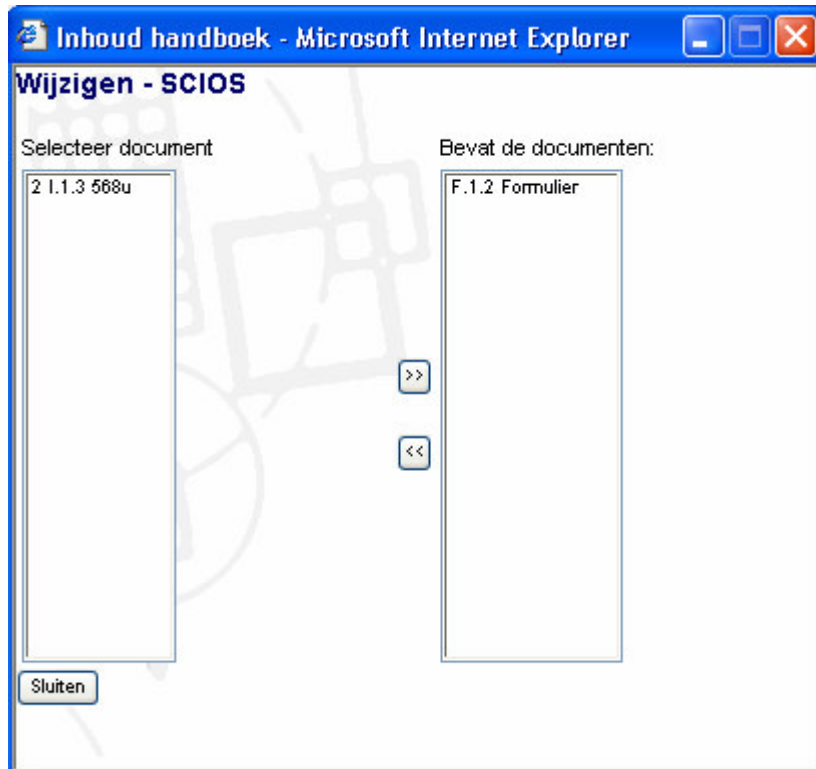 Inhoud handboek - Microsoft Internet Explorer
Wijzigen - SCIOS
Selecteer document
Bevat de documenten:
2 I.1.3 568u
F.1.2 Formulier
>>
<<
Sluiten